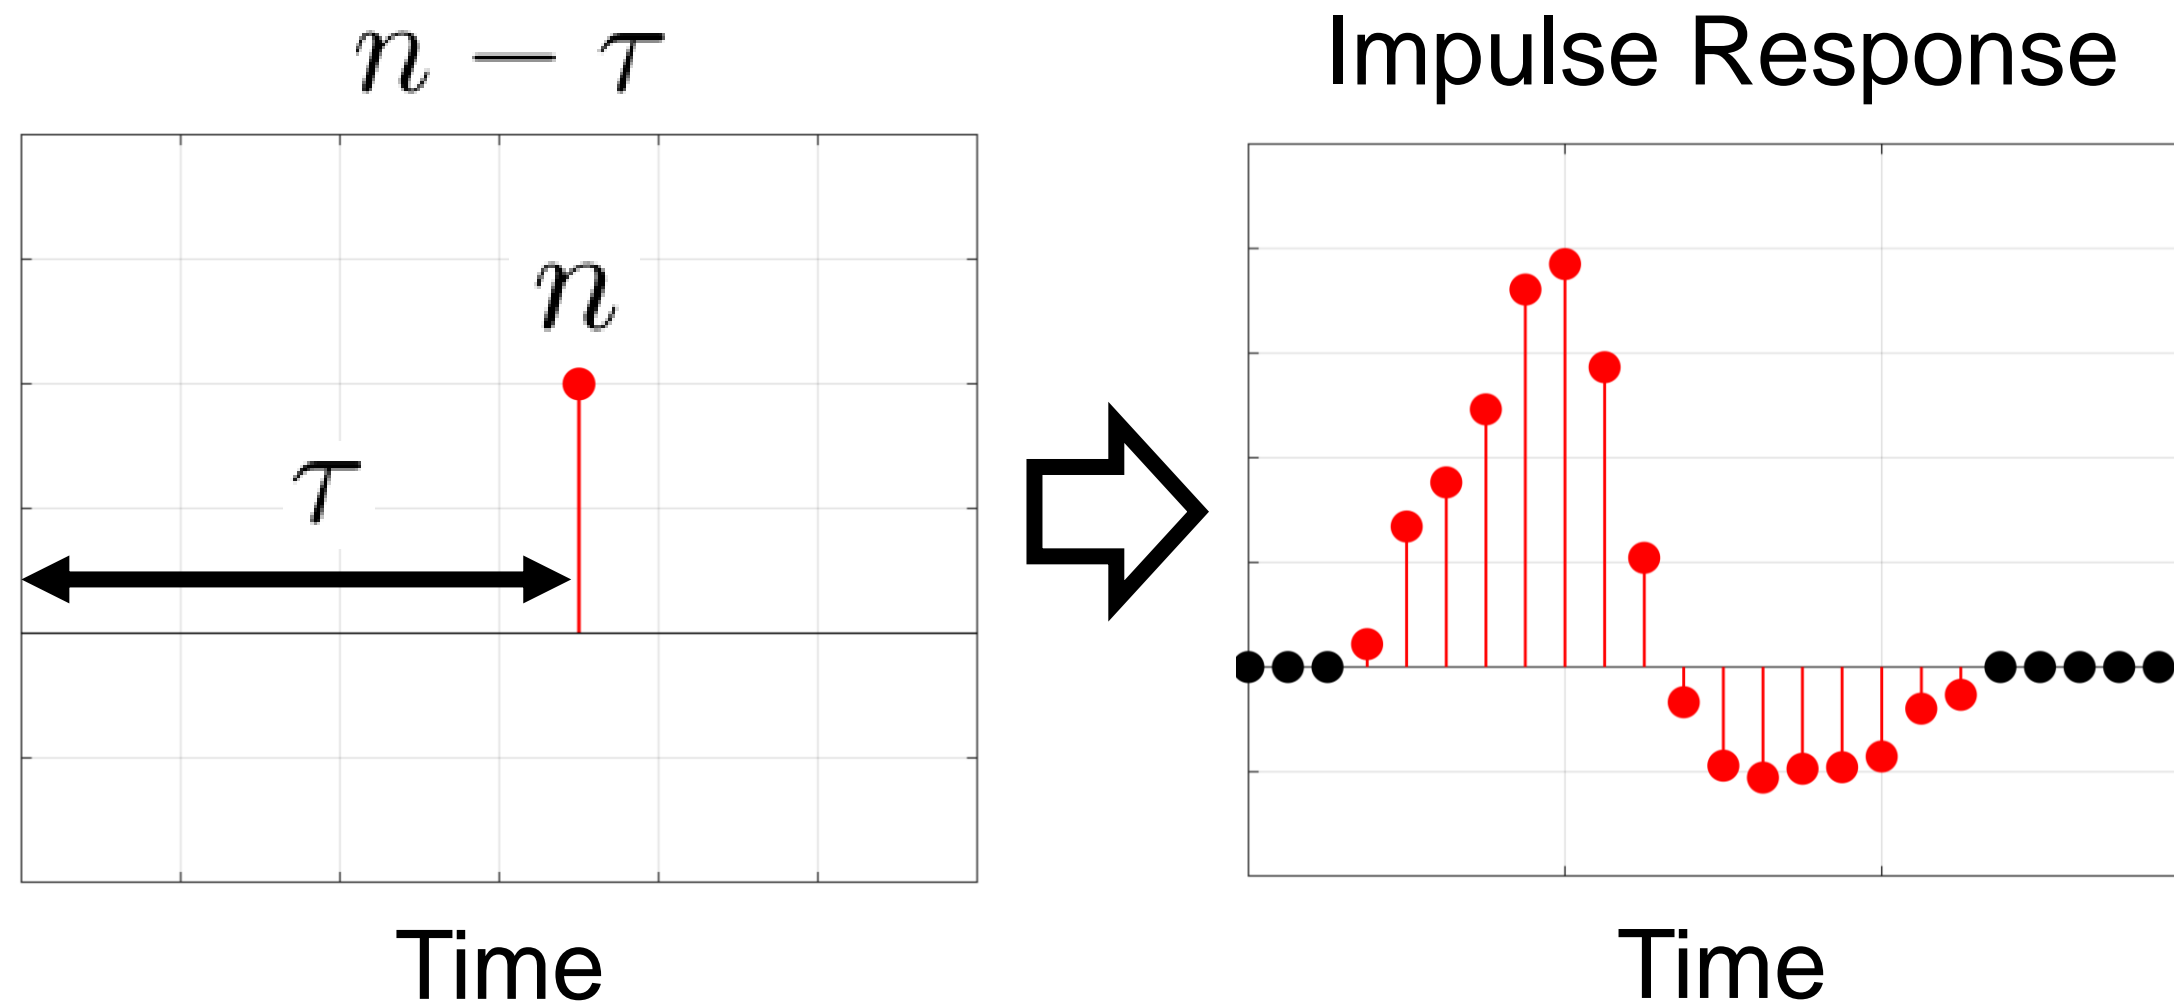 n − τ
Impulse Response
n
τ
Time
Time